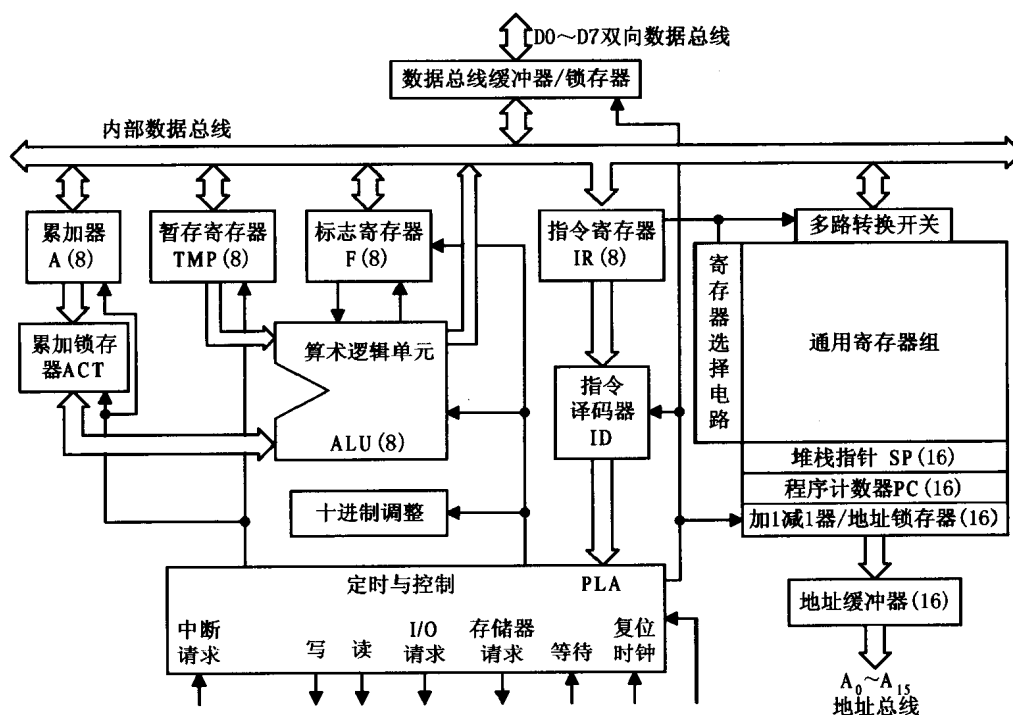 D0～D7双向数据总线
数据总线缓冲器/锁存器
内部数据总线
累加器
A(8)
暂存寄存器
TMP(8)
标志寄存器
F(8)
指令寄存器
IR(8)
多路转换开关
寄存器选择电路
通用寄存器组
累加锁存
器ACT
算术逻辑单元
ALU(8)
指令
译码器
ID
堆栈指针 SP(16)
程序计数器PC(16)
加1减1器/地址锁存器(16)
十进制调整
定时与控制
PLA
地址缓冲器(16)
中断
请求
写
读
I/O
请求
存储器
请求
等待
复位
时钟
A₀～A₁₅
地址总线